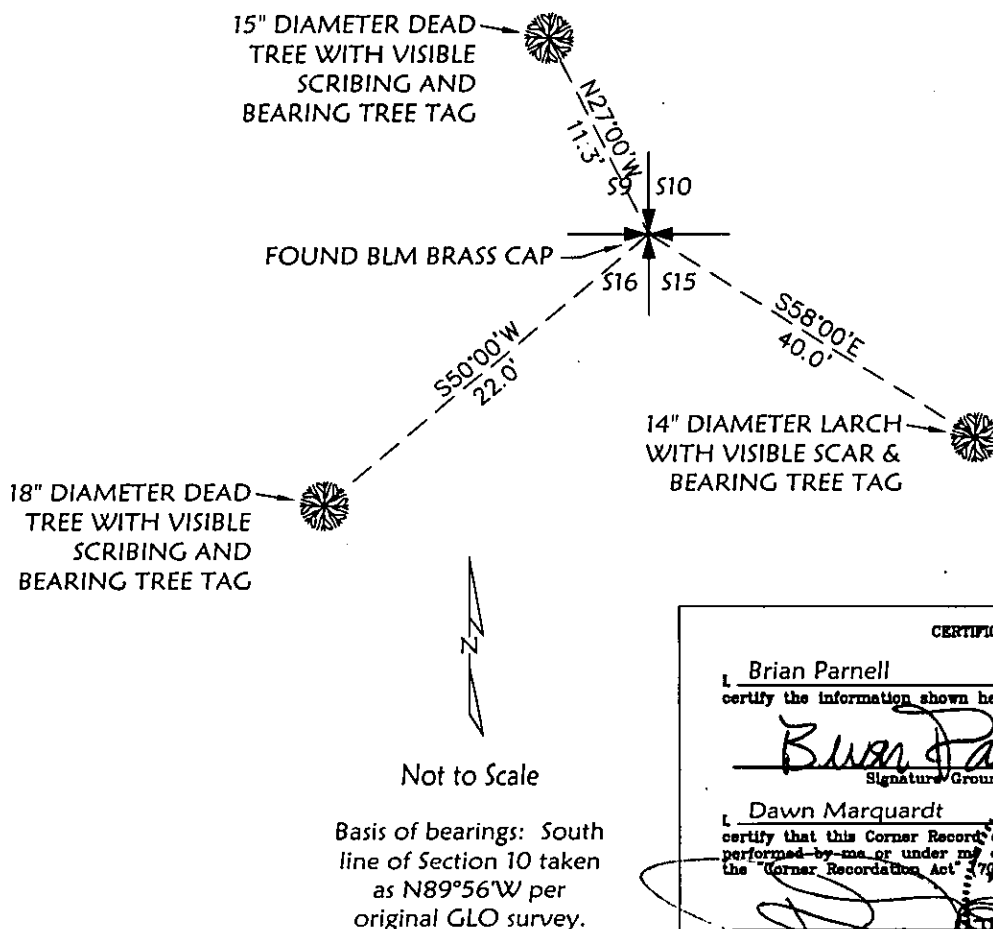 15" DIAMETER DEAD
TREE WITH VISIBLE
SCRIBING AND
BEARING TREE TAG
N27°00'W
11.3'
S9
S10
FOUND BLM BRASS CAP
S16
S15
S50°00'W
22.0'
S58°00'E
40.0'
14" DIAMETER LARCH
WITH VISIBLE SCAR &
BEARING TREE TAG
18" DIAMETER DEAD
TREE WITH VISIBLE
SCRIBING AND
BEARING TREE TAG
N
Not to Scale
Basis of bearings: South
line of Section 10 taken
as N89°56'W per
original GLO survey.
I, Brian Parnell
certify the information shown
Signature
I, Dawn Marquardt
certify that this Corner Record
performed by me or under
the "Corner Recordation Act"